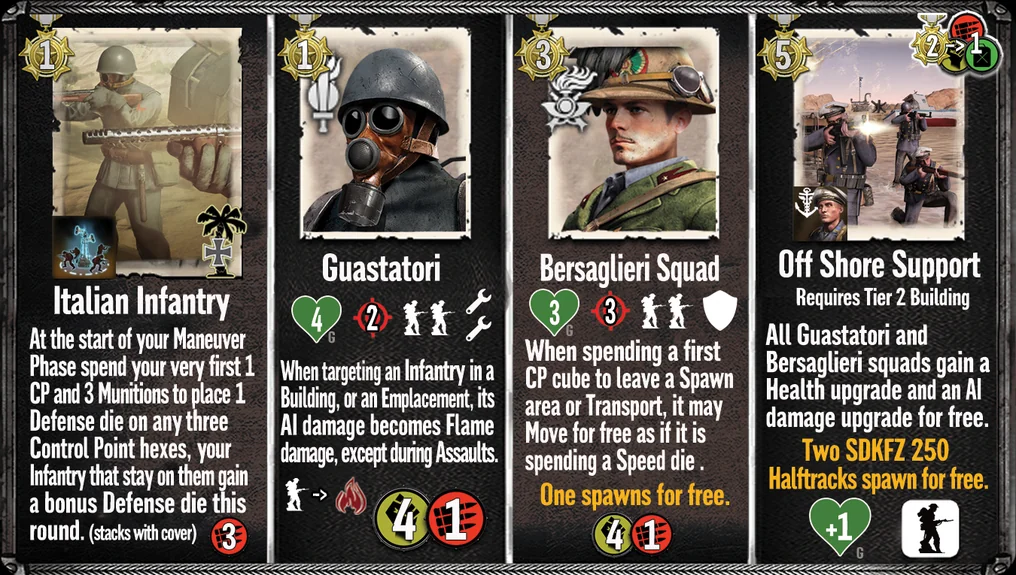 1
Italian Infantry
At the start of your Maneuver
Phase spend your very first 1
CP and 3 Munitions to place 1
Defense die on any three
Control Point hexes, your
Infantry that stay on them gain
a bonus Defense die this
round. (stacks with cover)
3
1
Guastatori
4 G 2
When targeting an Infantry in a
Building, or an Emplacement, its
AI damage becomes Flame
damage, except during Assaults.
4 1
3
Bersaglieri Squad
3 G 3
When spending a first
CP cube to leave a Spawn
area or Transport, it may
Move for free as if it is
spending a Speed die .
One spawns for free.
4 1
5
2 -> 1
Off Shore Support
Requires Tier 2 Building
All Guastatori and
Bersaglieri squads gain a
Health upgrade and an AI
damage upgrade for free.
Two SDKFZ 250
Halftracks spawn for free.
+1 G